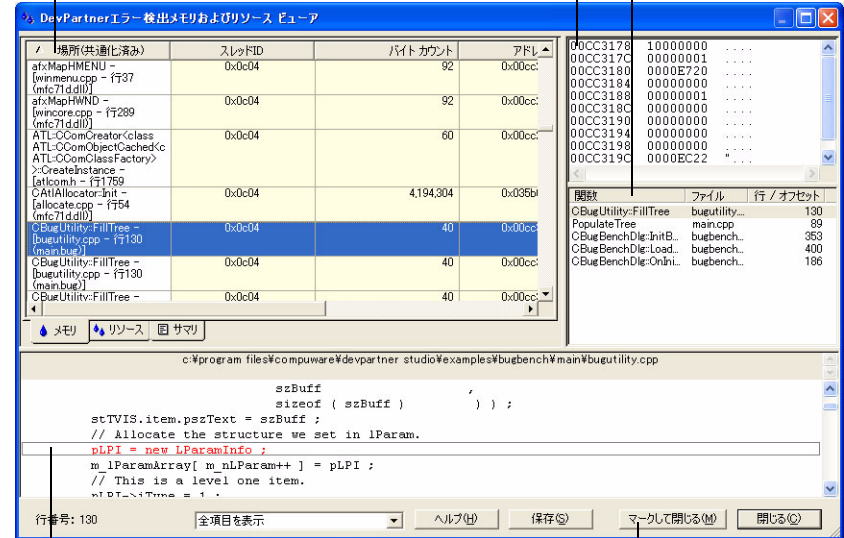 DevPartnerエラー検出メモリおよびリソース ビューア
場所(共通化済み) スレッドID バイト カウント アドレ
afxMapHMENU -
[winmenu.cpp - 行37
(mfc71d.dll)] 0x0c04 92 0x00cc:
afxMapHWND -
[wincore.cpp - 行289
(mfc71d.dll)] 0x0c04 92 0x00cc:
ATL::CComCreator<class
ATL::CComObjectCached<c
ATL::CComClassFactory>
>::CreateInstance -
[atlcom.h - 行1759 0x0c04 60 0x00cc:
CAtlAllocator::Init -
[allocate.cpp - 行54
(mfc71d.dll)] 0x0c04 4,194,304 0x035b
CBugUtility::FillTree -
[bugutility.cpp - 行130
(main.bug)] 0x0c04 40 0x00cc:
CBugUtility::FillTree -
[bugutility.cpp - 行130
(main.bug)] 0x0c04 40 0x00cc:
CBugUtility::FillTree - 0x0c04 40 0x00cc:
メモリ リソース サマリ
00CC3178 10000000 ....
00CC317C 00000001 ....
00CC3180 0000E720 ....
00CC3184 00000000 ....
00CC3188 00000001 ....
00CC318C 00000000 ....
00CC3190 00000000 ....
00CC3194 00000000 ....
00CC3198 00000000 ....
00CC319C 0000EC22 "...
関数 ファイル 行 / オフセット
CBugUtility::FillTree bugutility.... 130
PopulateTree main.cpp 89
CBugBenchDlg::InitB... bugbench... 353
CBugBenchDlg::Load... bugbench... 400
CBugBenchDlg::OnIni... bugbench... 186
c:¥program files¥compuware¥devpartner studio¥examples¥bugbench¥main¥bugutility.cpp
szBuff ,
sizeof ( szBuff ) ) ) ;
stTVIS.item.pszText = szBuff ;
// Allocate the structure we set in lParam.
pLPI = new LParamInfo ;
m_lParamArray[ m_nLParam++ ] = pLPI ;
// This is a level one item.
pLPI->iType = 1 ;
行番号: 130 全項目を表示 ヘルプ(H) 保存(S) マークして閉じる(M) 閉じる(C)